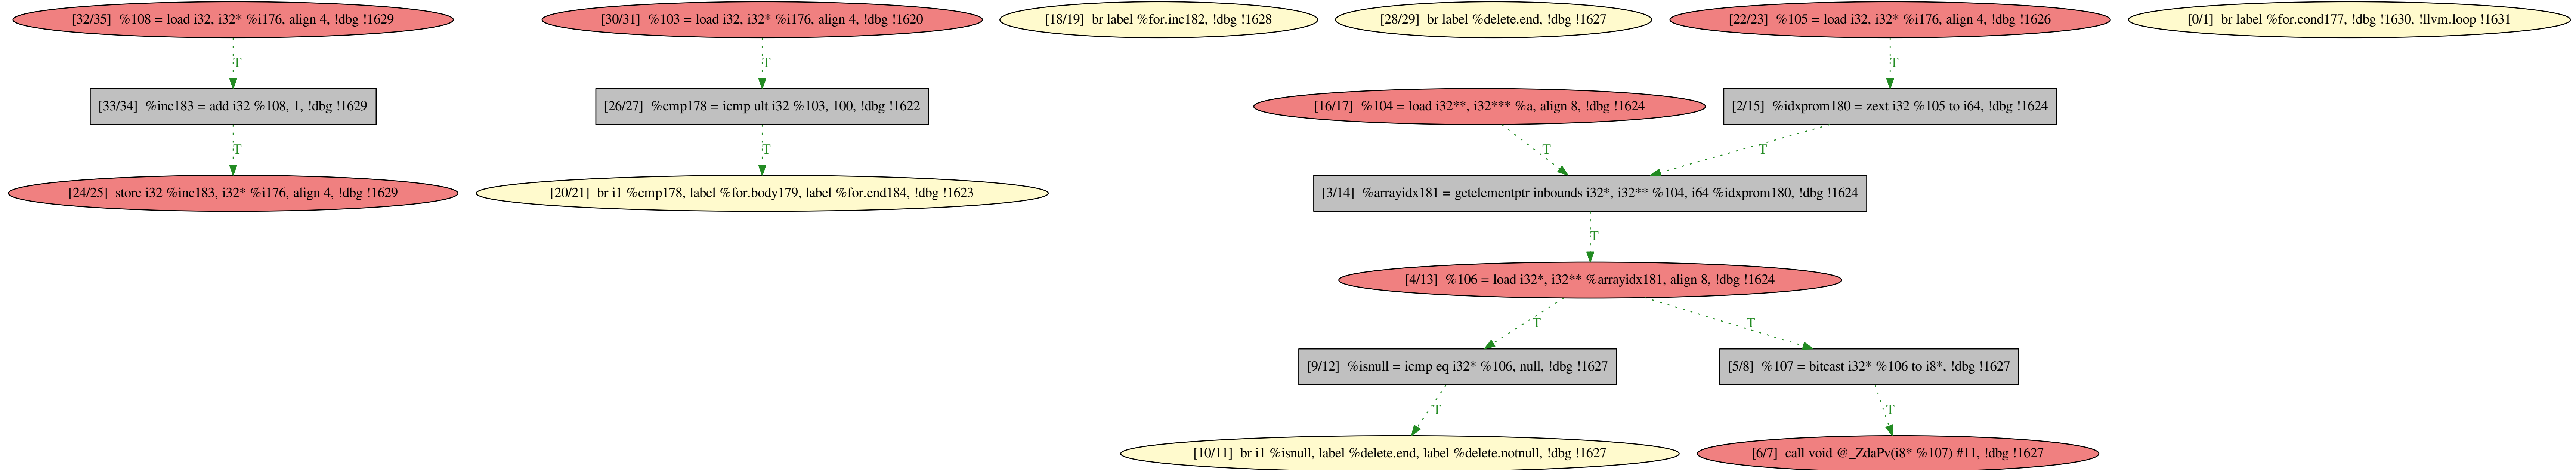 [32/35] %108 = load i32, i32* %i176, align 4, !dbg !1629
[30/31] %103 = load i32, i32* %i176, align 4, !dbg !1620
[18/19] br label %for.inc182, !dbg !1628
[28/29] br label %delete.end, !dbg !1627
[22/23] %105 = load i32, i32* %i176, align 4, !dbg !1626
[0/1] br label %for.cond177, !dbg !1630, !llvm.loop !1631
T
T
T
[33/34] %inc183 = add i32 %108, 1, !dbg !1629
[26/27] %cmp178 = icmp ult i32 %103, 100, !dbg !1622
[16/17] %104 = load i32**, i32*** %a, align 8, !dbg !1624
[2/15] %idxprom180 = zext i32 %105 to i64, !dbg !1624
T
T
T
T
[24/25] store i32 %inc183, i32* %i176, align 4, !dbg !1629
[20/21] br i1 %cmp178, label %for.body179, label %for.end184, !dbg !1623
[3/14] %arrayidx181 = getelementptr inbounds i32*, i32** %104, i64 %idxprom180, !dbg !1624
T
[4/13] %106 = load i32*, i32** %arrayidx181, align 8, !dbg !1624
T
T
[9/12] %isnull = icmp eq i32* %106, null, !dbg !1627
[5/8] %107 = bitcast i32* %106 to i8*, !dbg !1627
T
T
[10/11] br i1 %isnull, label %delete.end, label %delete.notnull, !dbg !1627
[6/7] call void @_ZdaPv(i8* %107) #11, !dbg !1627